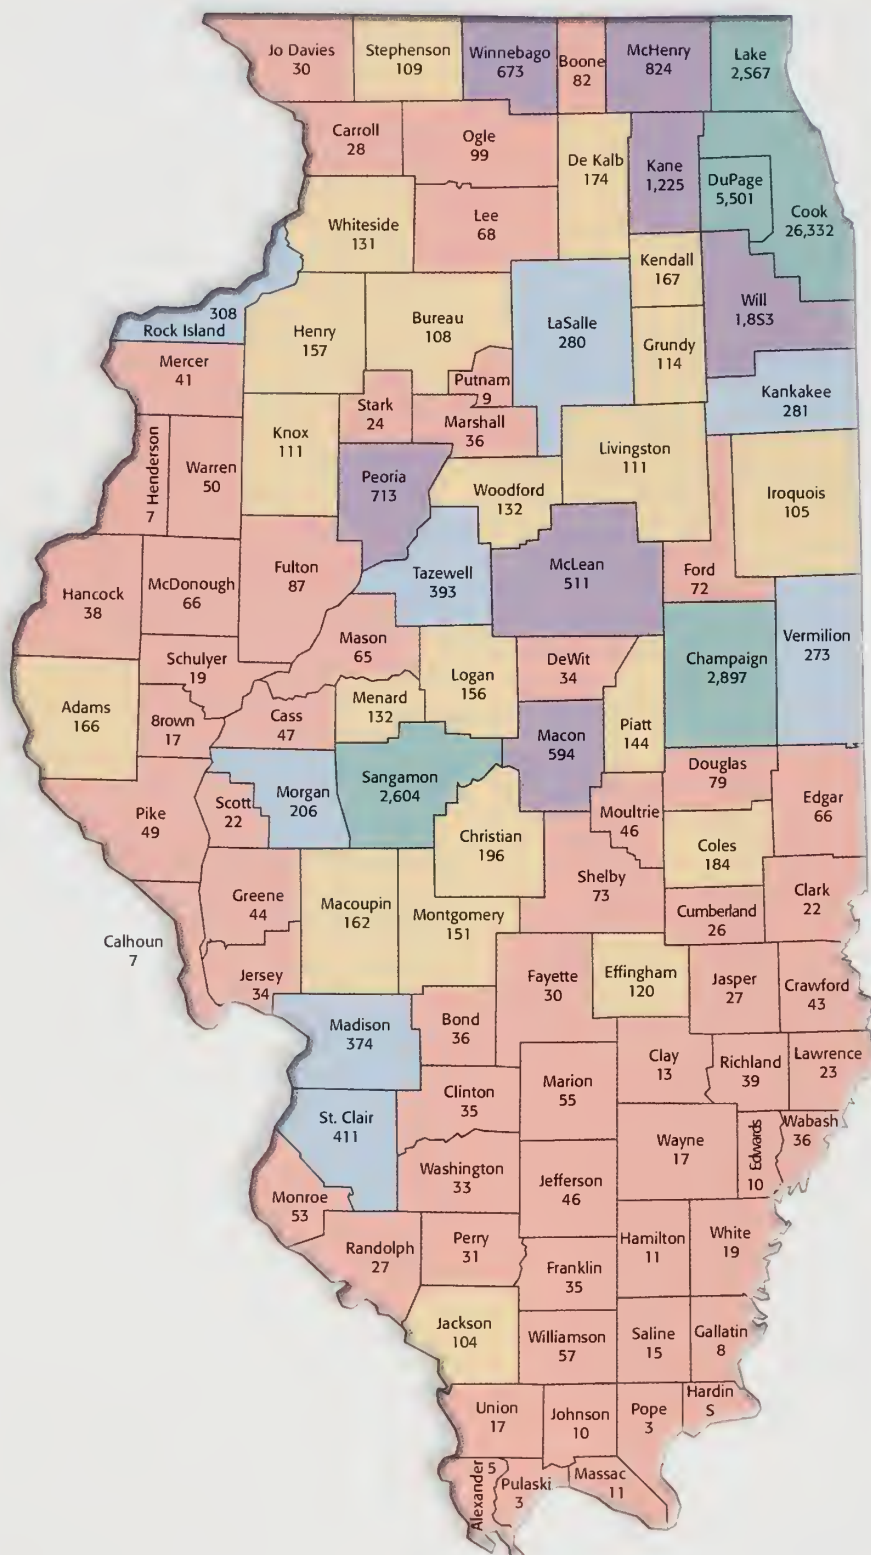 Jo Davies
30
Stephenson
109
Winnebago
673
Boone
82
McHenry
824
Lake
2,S67
Carroll
28
Ogle
99
De Kalb
174
Kane
1,225
DuPage
5,501
Cook
26,332
Whiteside
131
Lee
68
Kendall
167
Will
1,8S3
308
Rock Island
Henry
157
Bureau
108
LaSalle
280
Grundy
114
Mercer
41
Putnam
9
Kankakee
281
Stark
24
Marshall
36
Knox
111
Livingston
111
Henderson
7
Warren
50
Peoria
713
Woodford
132
Iroquois
105
Hancock
38
McDonough
66
Fulton
87
Tazewell
393
McLean
511
Ford
72
Mason
65
Vermilion
273
Schulyer
19
Logan
156
DeWit
34
Champaign
2,897
Adams
166
Brown
17
Cass
47
Menard
132
Piatt
144
Macon
594
Pike
49
Scott
22
Morgan
206
Sangamon
2,604
Douglas
79
Christian
196
Moultrie
46
Edgar
66
Coles
184
Shelby
73
Greene
44
Macoupin
162
Montgomery
151
Cumberland
26
Clark
22
Calhoun
7
Jersey
34
Fayette
30
Effingham
120
Jasper
27
Crawford
43
Madison
374
Bond
36
Clay
13
Richland
39
Lawrence
23
Marion
55
St. Clair
411
Clinton
35
Wayne
17
Edwards
10
Wabash
36
Monroe
53
Washington
33
Jefferson
46
Randolph
27
Perry
31
Hamilton
11
White
19
Franklin
35
Jackson
104
Williamson
57
Saline
15
Gallatin
8
Union
17
Johnson
10
Pope
3
Hardin
S
Alexander
5
Pulaski
3
Massac
11